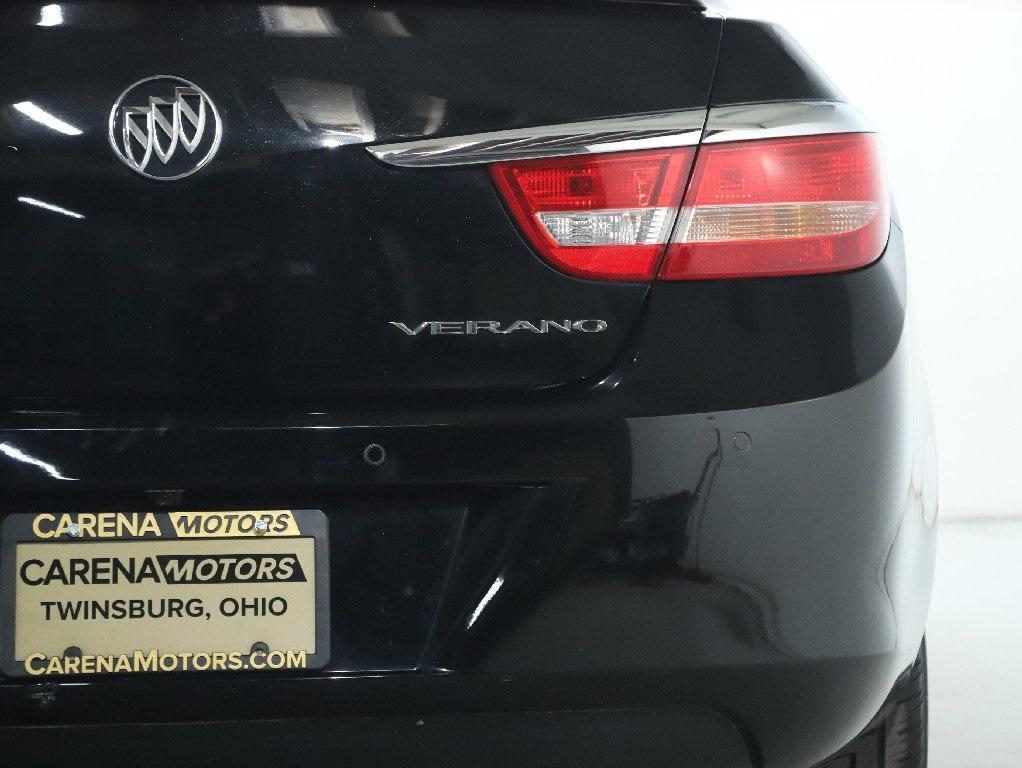 VERANO
CARENA MOTORS
CARENA MOTORS
TWINSBURG, OHIO
CARENAMOTORS.COM